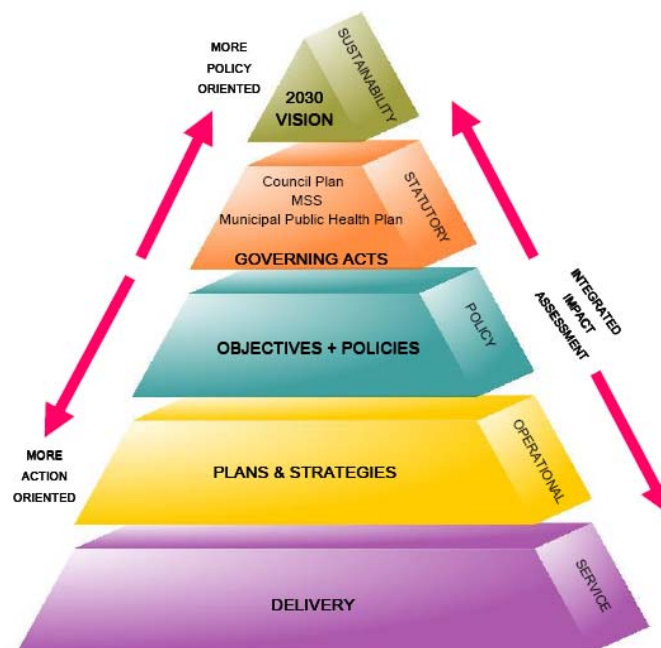 MORE
POLICY
ORIENTED
SUSTAINABILITY
2030
VISION
Council Plan
MSS
Municipal Public Health Plan
GOVERNING ACTS
STATUTORY
INTEGRATED
IMPACT
ASSESSMENT
OBJECTIVES + POLICIES
POLICY
MORE
ACTION
ORIENTED
PLANS & STRATEGIES
OPERATIONAL
DELIVERY
SERVICE